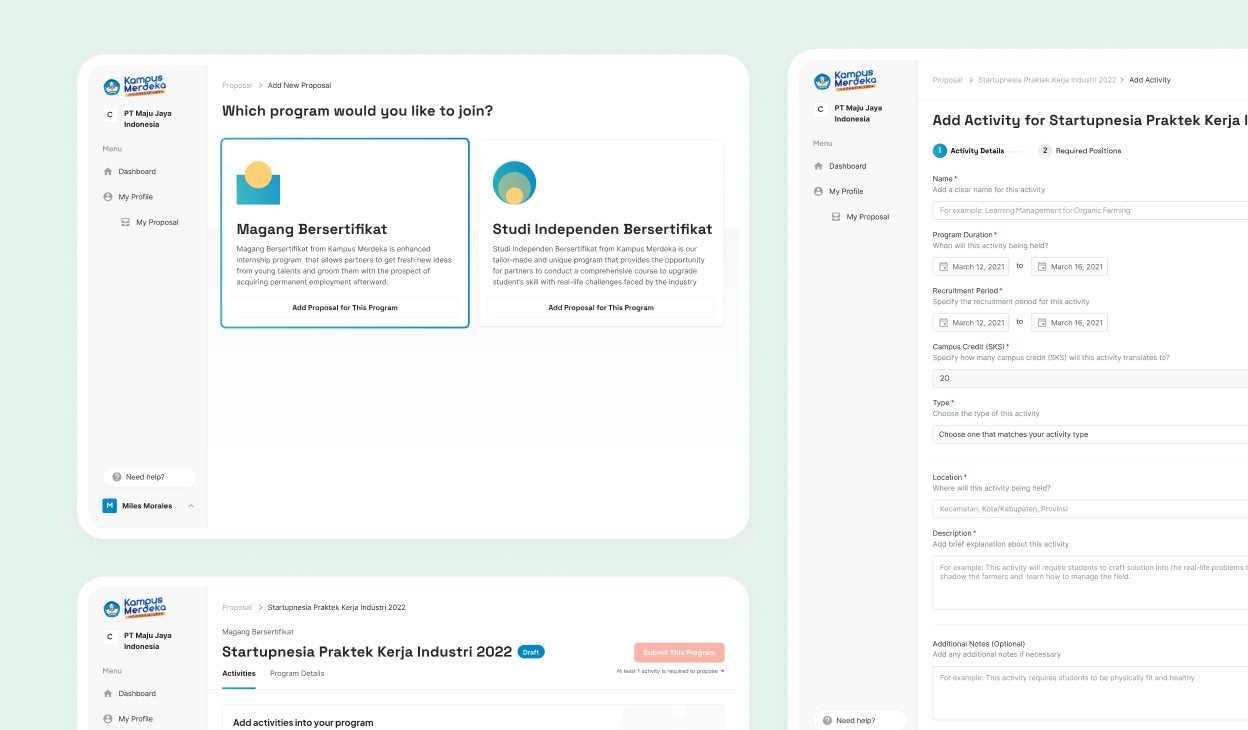 Kampus
Merdeka
INDONESIA JAYA
C
PT Maju Jaya
Indonesia
Menu
Dashboard
My Profile
My Proposal
Need help?
M
Miles Morales
Proposal > Add New Proposal
Which program would you like to join?
Magang Bersertifikat
Magang Bersertifikat from Kampus Merdeka is enhanced
internship program that allows partners to get fresh new ideas
from young talents and groom them with the prospect of
acquiring permanent employment afterward.
Add Proposal for This Program
Studi Independen Bersertifikat
Studi Independen Bersertifikat from Kampus Merdeka is our
tailor-made and unique program that provides the opportunity
for partners to conduct a comprehensive course to upgrade
student's skill with real-life challenges faced by the industry
Add Proposal for This Program
Kampus
Merdeka
INDONESIA JAYA
C
PT Maju Jaya
Indonesia
Menu
Dashboard
My Profile
Proposal > Startupnesia Praktek Kerja Industri 2022
Magang Bersertifikat
Startupnesia Praktek Kerja Industri 2022 Draft
Submit This Program
At least 1 activity is required to propose *
Activities Program Details
Add activities into your program
Kampus
Merdeka
INDONESIA JAYA
C
PT Maju Jaya
Indonesia
Menu
Dashboard
My Profile
My Proposal
Need help?
Proposal > Startupnesia Praktek Kerja Industri 2022 > Add Activity
Add Activity for Startupnesia Praktek Kerja I
1 Activity Details 2 Required Positions
Name *
Add a clear name for this activity
For example: Learning Management for Organic Farming
Program Duration *
When will this activity being held?
March 12, 2021 to March 16, 2021
Recruitment Period *
Specify the recruitment period for this activity
March 12, 2021 to March 16, 2021
Campus Credit (SKS) *
Specify how many campus credit (SKS) will this activity translates to?
20
Type *
Choose the type of this activity
Choose one that matches your activity type
Location *
Where will this activity being held?
Kecamatan, Kota/Kabupaten, Provinsi
Description *
Add brief explanation about this activity
For example: This activity will require students to craft solution into the real-life problems t
shadow the farmers and learn how to manage the field.
Additional Notes (Optional)
Add any additional notes if necessary
For example: This activity requires students to be physically fit and healthy